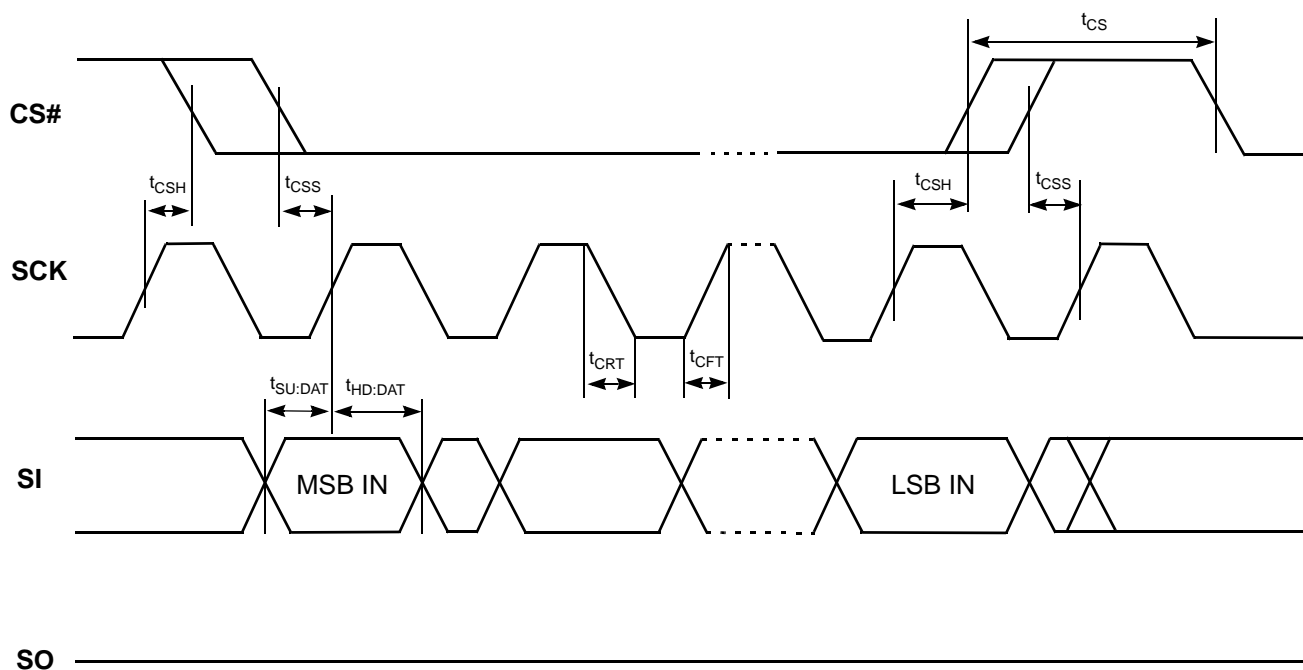 tCS
CS#
tCSH
tCSS
tCSH
tCSS
SCK
tCRT
tCFT
tSU:DAT
tHD:DAT
SI
MSB IN
LSB IN
SO